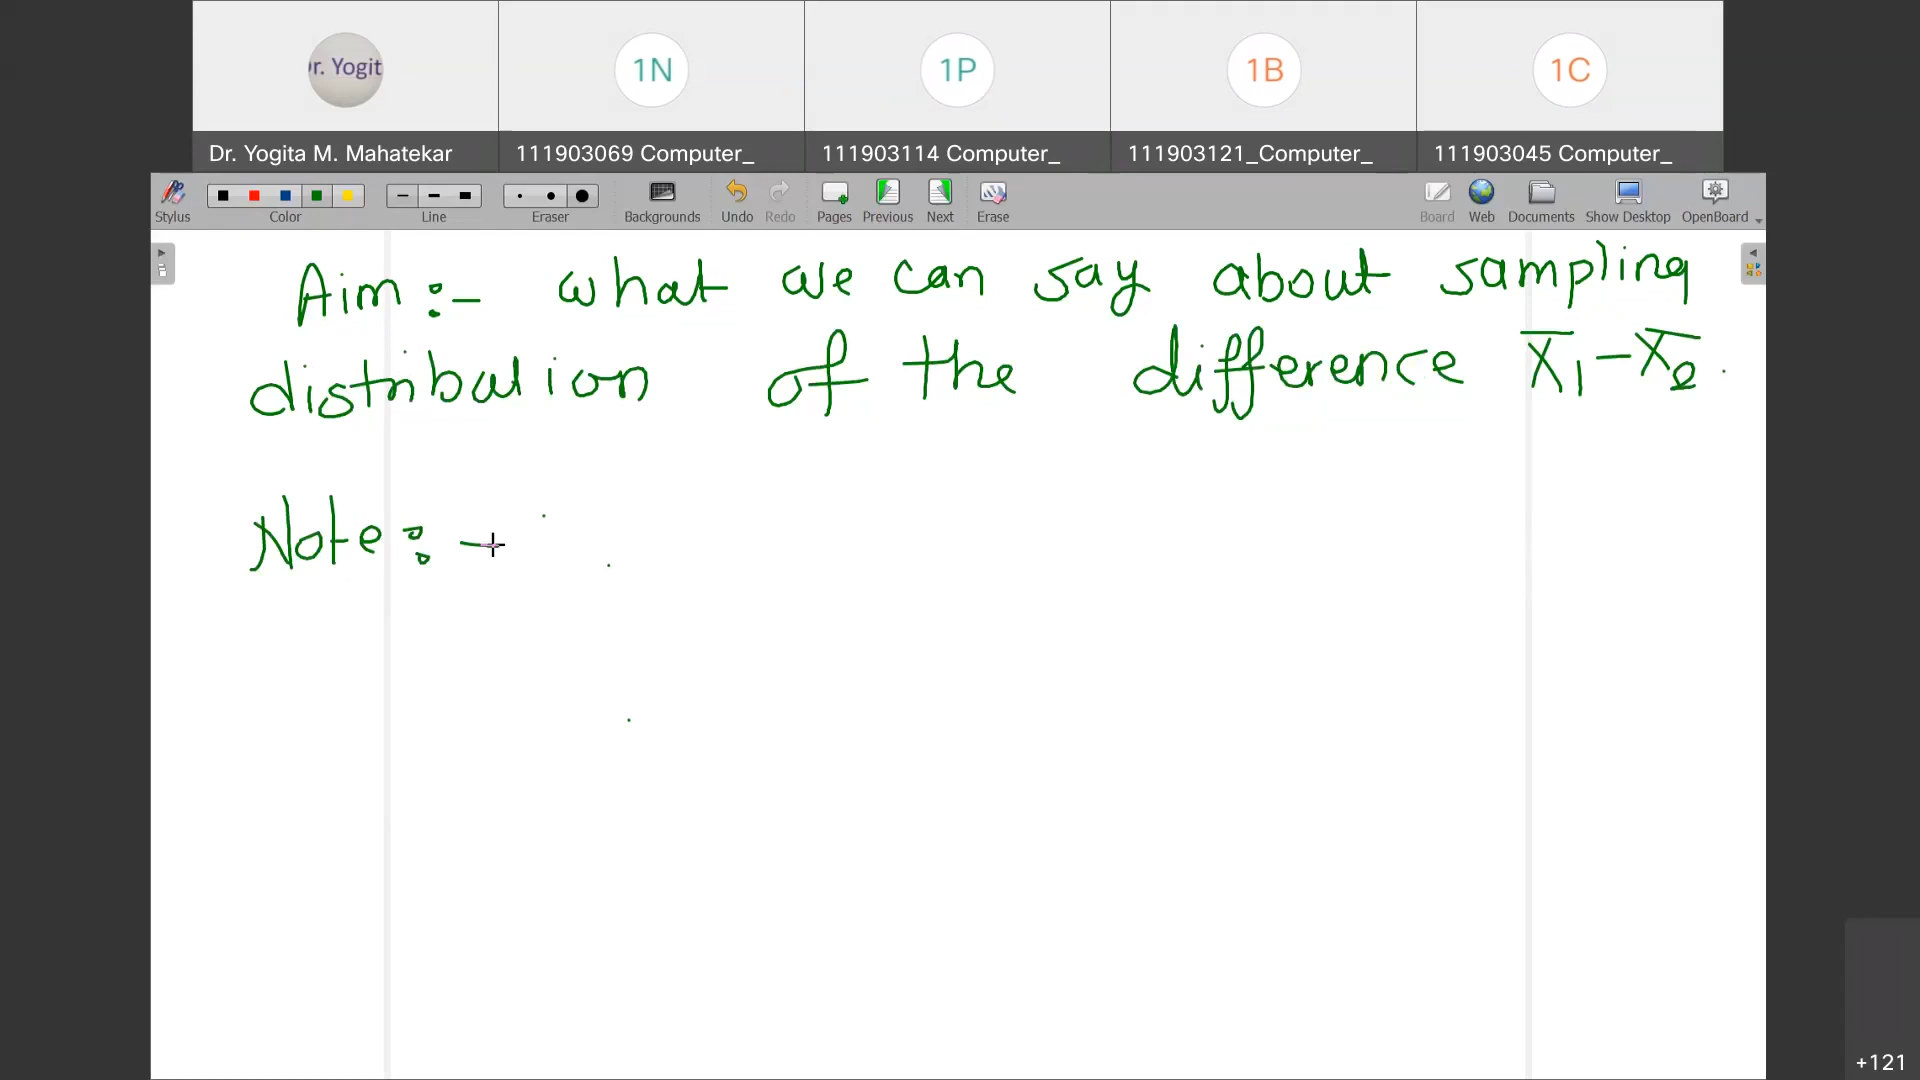 r. Yogit
1N
1P
1B
1C
Dr. Yogita M. Mahatekar
111903069 Computer_
111903114 Computer_
111903121_Computer_
111903045 Computer_
Stylus
Color
Line
Eraser
Backgrounds
Undo
Redo
Pages
Previous
Next
Erase
Board
Web
Documents
Show Desktop
OpenBoard
Aim :- what we can say about sampling
distribution of the difference X̅1 - X̅2 .
Note : -
+121